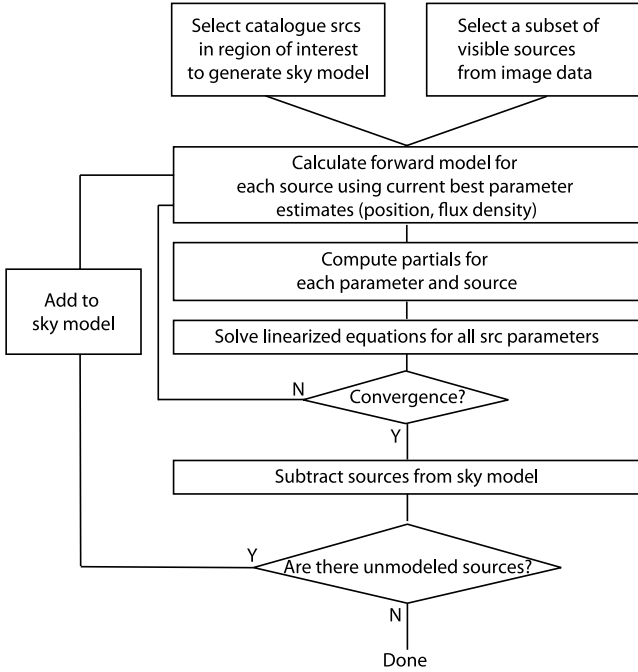 Select catalogue srcs
in region of interest
to generate sky model
Select a subset of
visible sources
from image data
Calculate forward model for
each source using current best parameter
estimates (position, flux density)
Compute partials for
each parameter and source
Add to
sky model
Solve linearized equations for all src parameters
N
Convergence?
Y
Subtract sources from sky model
Y
Are there unmodeled sources?
N
Done